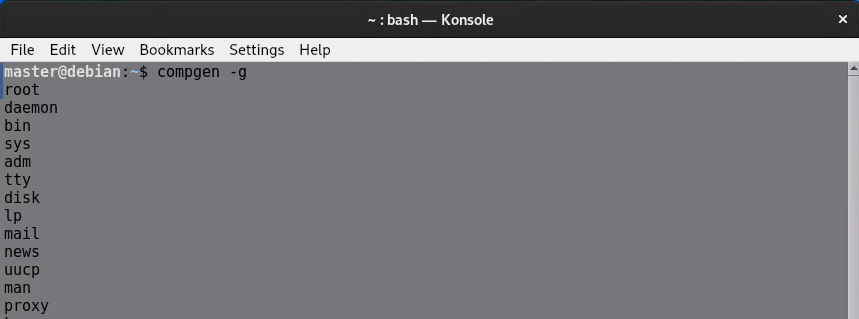 ~ : bash — Konsole
File Edit View Bookmarks Settings Help
master@debian:~$ compgen -g
root
daemon
bin
sys
adm
tty
disk
lp
mail
news
uucp
man
proxy